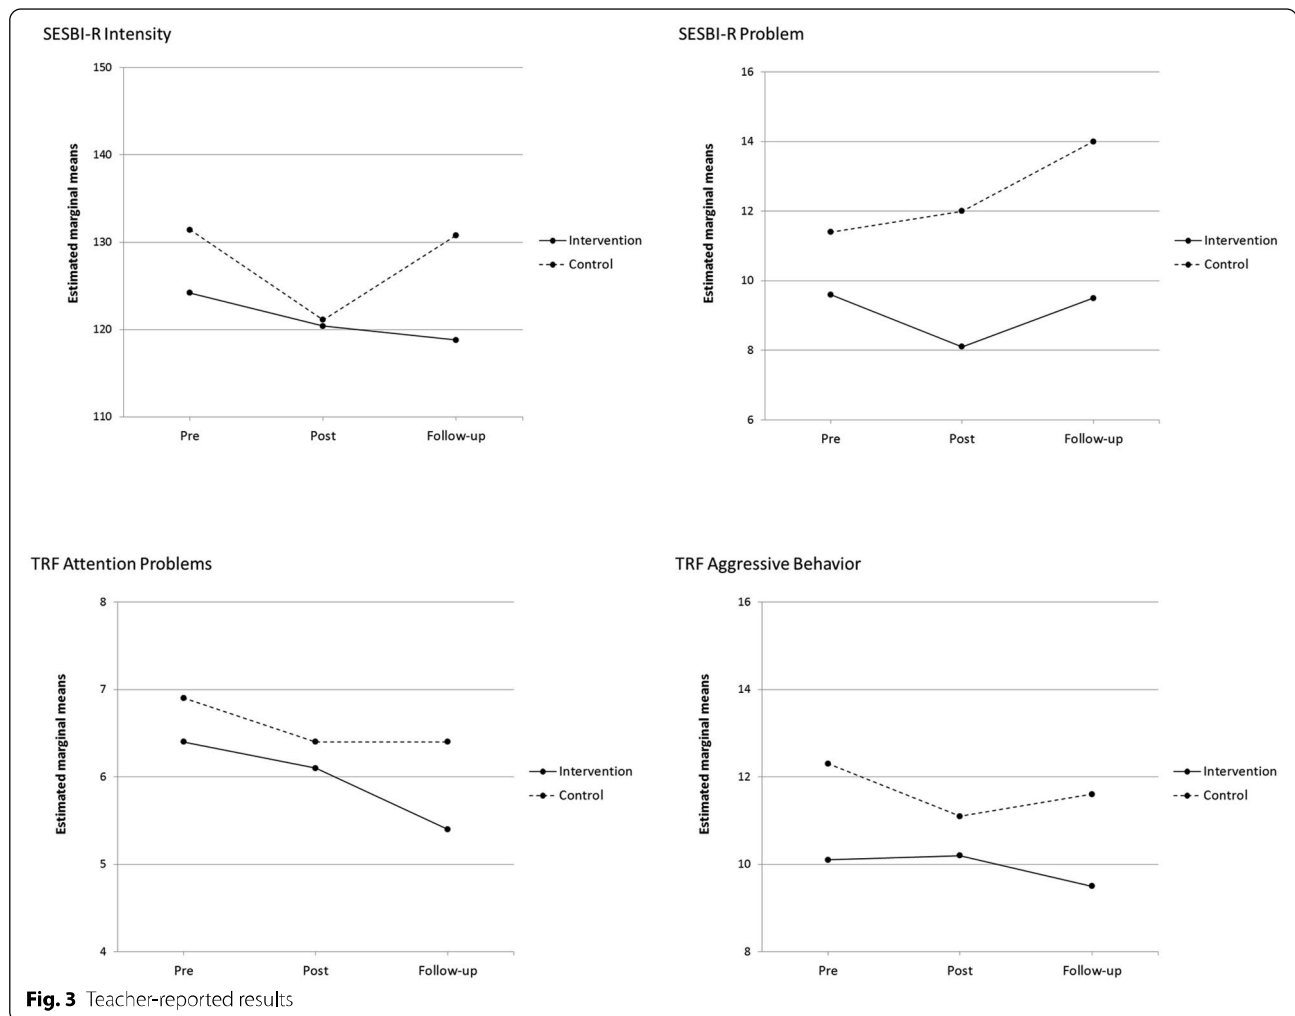 SESBI-R Intensity
150
140
130
120
110
Estimated marginal means
Pre
Post
Follow-up
Intervention
Control
SESBI-R Problem
16
14
12
10
8
6
Estimated marginal means
Pre
Post
Follow-up
Intervention
Control
TRF Attention Problems
8
7
6
5
4
Estimated marginal means
Pre
Post
Follow-up
Intervention
Control
TRF Aggressive Behavior
16
14
12
10
8
Estimated marginal means
Pre
Post
Follow-up
Intervention
Control
Fig. 3 Teacher-reported results